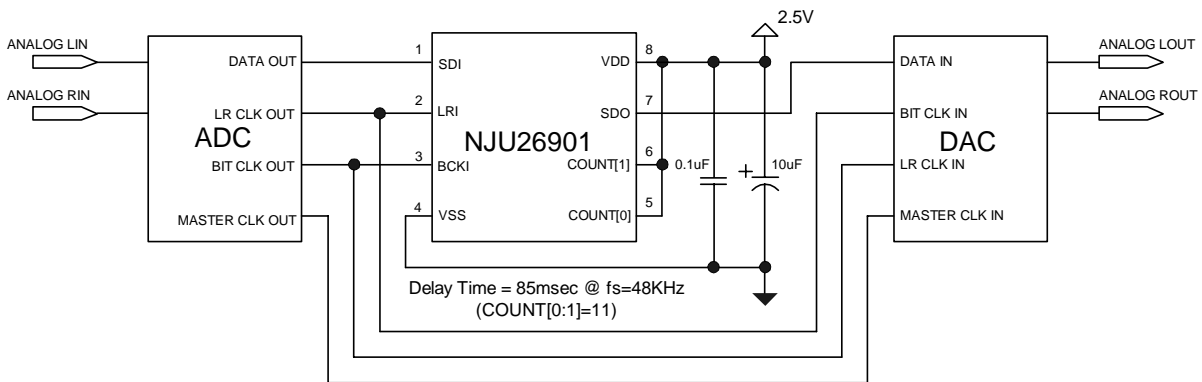 2.5V
ANALOG LIN
ANALOG RIN
DATA OUT
LR CLK OUT
ADC
BIT CLK OUT
MASTER CLK OUT
1
2
3
4
SDI
LRI
NJU26901
BCKI
VSS
VDD
SDO
COUNT[1]
COUNT[0]
8
7
6
5
0.1uF
+
10uF
DATA IN
BIT CLK IN
DAC
LR CLK IN
MASTER CLK IN
ANALOG LOUT
ANALOG ROUT
Delay Time = 85msec @ fs=48KHz
(COUNT[0:1]=11)